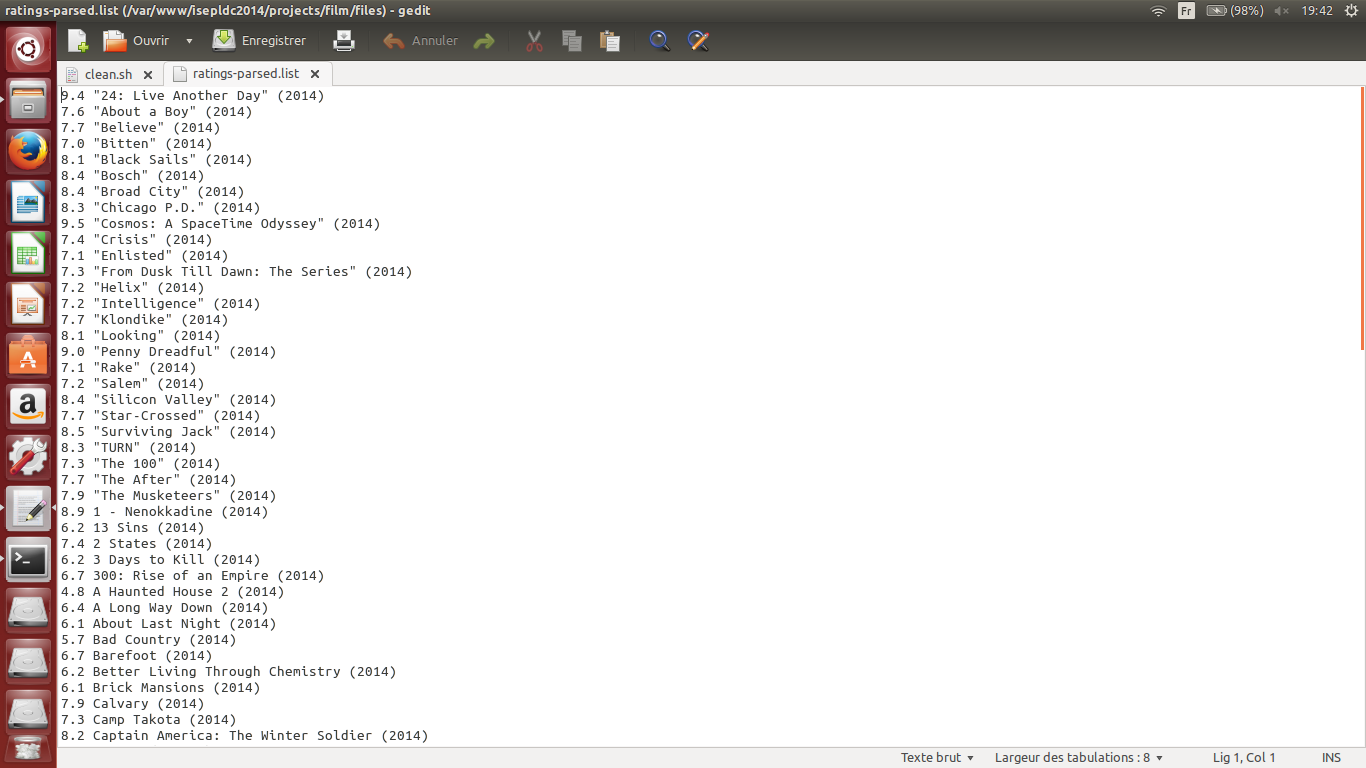 ratings-parsed.list (/var/www/isepldc2014/projects/film/files) - gedit
Fr (98%) 19:42
Ouvrir Enregistrer Annuler
clean.sh ratings-parsed.list
9.4 "24: Live Another Day" (2014)
7.6 "About a Boy" (2014)
7.7 "Believe" (2014)
7.0 "Bitten" (2014)
8.1 "Black Sails" (2014)
8.4 "Bosch" (2014)
8.4 "Broad City" (2014)
8.3 "Chicago P.D." (2014)
9.5 "Cosmos: A SpaceTime Odyssey" (2014)
7.4 "Crisis" (2014)
7.1 "Enlisted" (2014)
7.3 "From Dusk Till Dawn: The Series" (2014)
7.2 "Helix" (2014)
7.2 "Intelligence" (2014)
7.7 "Klondike" (2014)
8.1 "Looking" (2014)
9.0 "Penny Dreadful" (2014)
7.1 "Rake" (2014)
7.2 "Salem" (2014)
8.4 "Silicon Valley" (2014)
7.7 "Star-Crossed" (2014)
8.5 "Surviving Jack" (2014)
8.3 "TURN" (2014)
7.3 "The 100" (2014)
7.7 "The After" (2014)
7.9 "The Musketeers" (2014)
8.9 1 - Nenokkadine (2014)
6.2 13 Sins (2014)
7.4 2 States (2014)
6.2 3 Days to Kill (2014)
6.7 300: Rise of an Empire (2014)
4.8 A Haunted House 2 (2014)
6.4 A Long Way Down (2014)
6.1 About Last Night (2014)
5.7 Bad Country (2014)
6.7 Barefoot (2014)
6.2 Better Living Through Chemistry (2014)
6.1 Brick Mansions (2014)
7.9 Calvary (2014)
7.3 Camp Takota (2014)
8.2 Captain America: The Winter Soldier (2014)
Texte brut Largeur des tabulations : 8 Lig 1, Col 1 INS